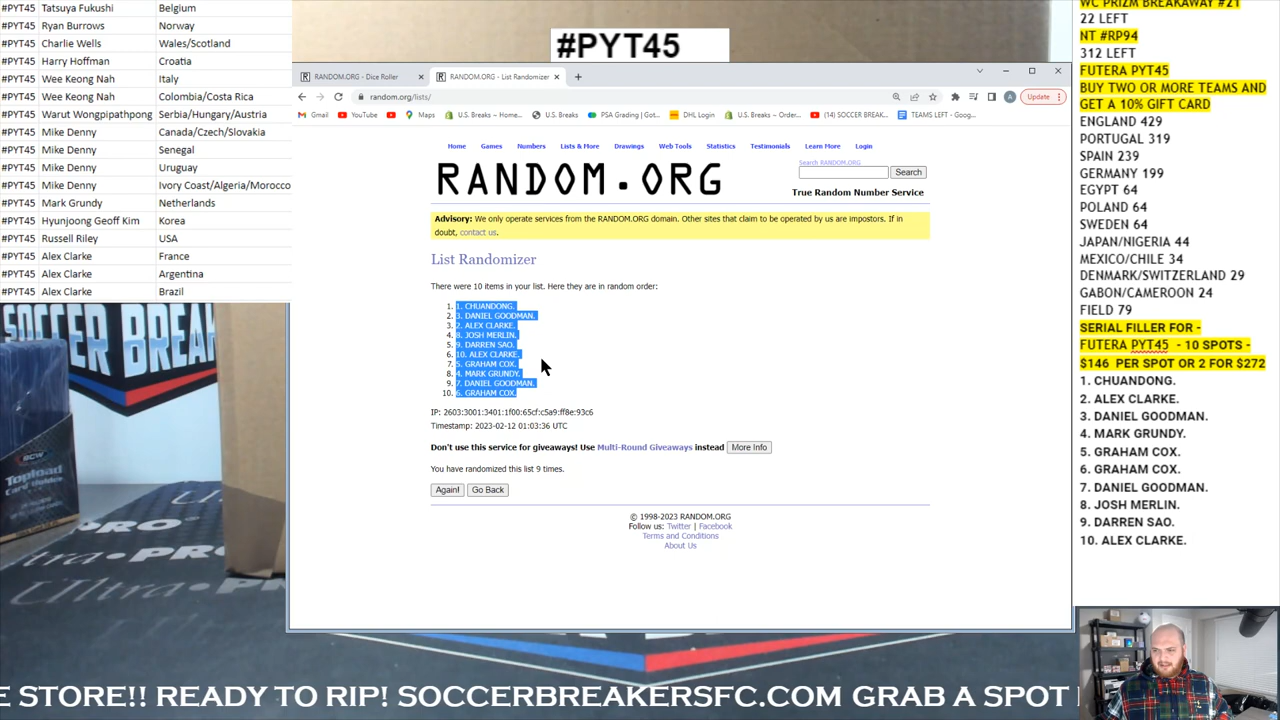 #PYT45 Tatsuya Fukushi Belgium
#PYT45 Ryan Burrows Norway
#PYT45 Charlie Wells Wales/Scotland
#PYT45 Harry Hoffman Croatia
#PYT45 Wee Keong Nah Italy
#PYT45 Wee Keong Nah Colombia/Costa Rica
#PYT45 Warut Wongpipathpong Serbia/Hungary/Austria
#PYT45 Mike Denny Canada/Czech/Slovakia
#PYT45 Mike Denny Senegal
#PYT45 Mike Denny Uruguay
#PYT45 Mike Denny Ivory Coast/Algeria/Morocco
#PYT45 Mark Grundy Netherlands
#PYT45 Hyunjoong Geoff Kim Korea
#PYT45 Russell Riley USA
#PYT45 Alex Clarke France
#PYT45 Alex Clarke Argentina
#PYT45 Alex Clarke Brazil
#PYT45
RANDOM.ORG - Dice Roller
RANDOM.ORG - List Randomizer
random.org/lists/
Update
Gmail YouTube Maps U.S. Breaks – Home... U.S. Breaks PSA Grading | Got... DHL Login U.S. Breaks ~ Order... (14) SOCCER BREAK... TEAMS LEFT - Goog...
Home Games Numbers Lists & More Drawings Web Tools Statistics Testimonials Learn More Login
RANDOM.ORG
Search RANDOM.ORG
Search
True Random Number Service
Advisory: We only operate services from the RANDOM.ORG domain. Other sites that claim to be operated by us are impostors. If in
doubt, contact us.
List Randomizer
There were 10 items in your list. Here they are in random order:
1. 1. CHUANDONG.
2. 3. DANIEL GOODMAN.
3. 2. ALEX CLARKE.
4. 8. JOSH MERLIN.
5. 9. DARREN SAO.
6. 10. ALEX CLARKE.
7. 5. GRAHAM COX.
8. 4. MARK GRUNDY.
9. 7. DANIEL GOODMAN.
10. 6. GRAHAM COX.
IP: 2603:3001:3401:1f00:65cf:c5a9:ff8e:93c6
Timestamp: 2023-02-12 01:03:36 UTC
Don't use this service for giveaways! Use Multi-Round Giveaways instead More Info
You have randomized this list 9 times.
Again! Go Back
© 1998-2023 RANDOM.ORG
Follow us: Twitter | Facebook
Terms and Conditions
About Us
WC PRIZM BREAKAWAY #21
22 LEFT
NT #RP94
312 LEFT
FUTERA PYT45
BUY TWO OR MORE TEAMS AND
GET A 10% GIFT CARD
ENGLAND 429
PORTUGAL 319
SPAIN 239
GERMANY 199
EGYPT 64
POLAND 64
SWEDEN 64
JAPAN/NIGERIA 44
MEXICO/CHILE 34
DENMARK/SWITZERLAND 29
GABON/CAMEROON 24
FIELD 79
SERIAL FILLER FOR -
FUTERA PYT45 - 10 SPOTS -
$146 PER SPOT OR 2 FOR $272
1. CHUANDONG.
2. ALEX CLARKE.
3. DANIEL GOODMAN.
4. MARK GRUNDY.
5. GRAHAM COX.
6. GRAHAM COX.
7. DANIEL GOODMAN.
8. JOSH MERLIN.
9. DARREN SAO.
10. ALEX CLARKE.
SOCCER BREA
Topload
Card Holder
PRO
Ultra-PRO
Ultra PRO
E STORE!! READY TO RIP! SOCCERBREAKERSFC.COM GRAB A SPOT